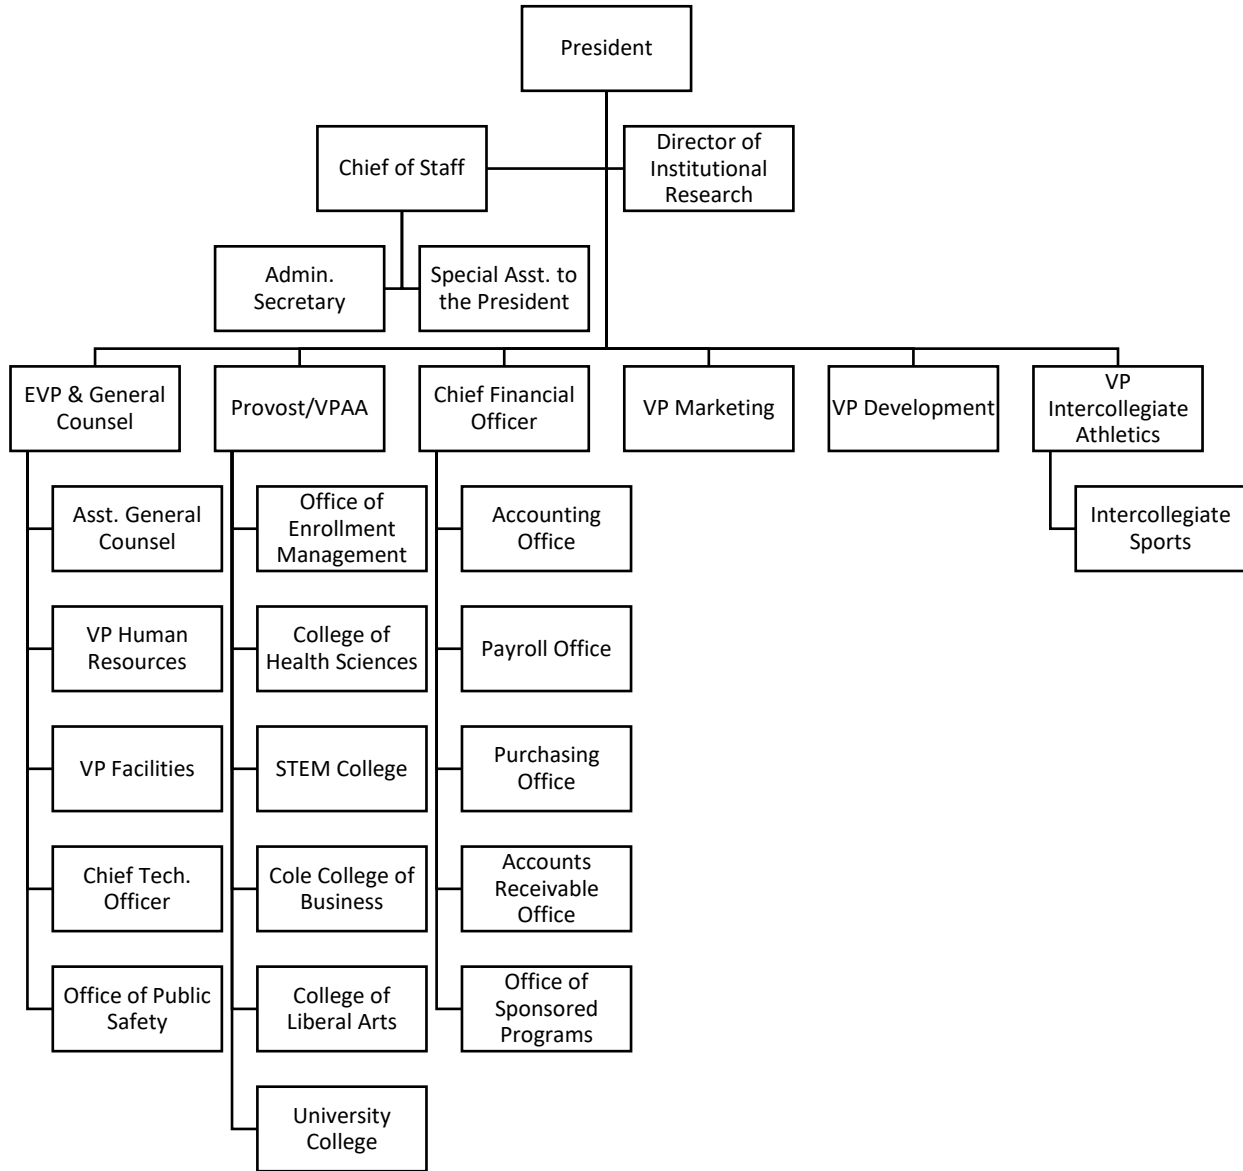 President
Chief of Staff
Director of
Institutional
Research
Admin.
Secretary
Special Asst. to
the President
EVP & General
Counsel
Provost/VPAA
Chief Financial
Officer
VP Marketing
VP Development
VP
Intercollegiate
Athletics
Asst. General
Counsel
Office of
Enrollment
Management
Accounting
Office
Intercollegiate
Sports
VP Human
Resources
College of
Health Sciences
Payroll Office
VP Facilities
STEM College
Purchasing
Office
Chief Tech.
Officer
Cole College of
Business
Accounts
Receivable
Office
Office of Public
Safety
College of
Liberal Arts
Office of
Sponsored
Programs
University
College